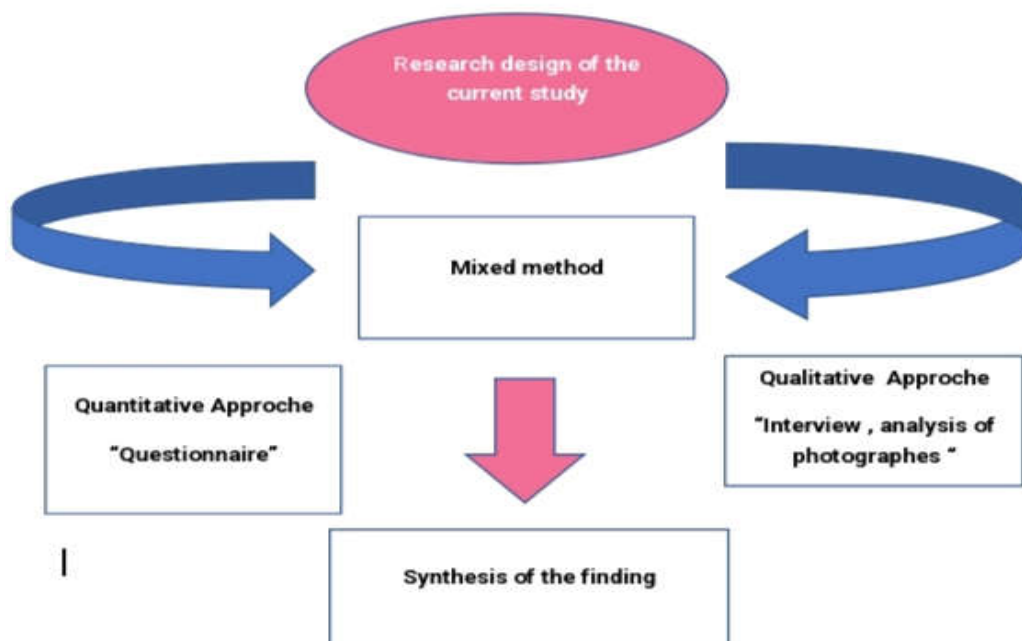 Research design of the
current study
Mixed method
Quantitative Approche
“Questionnaire”
Qualitative Approche
“Interview , analysis of
photographes “
Synthesis of the finding